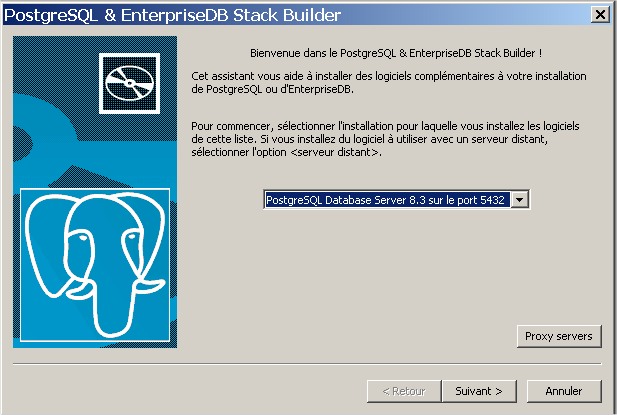 PostgreSQL & EnterpriseDB Stack Builder
Bienvenue dans le PostgreSQL & EnterpriseDB Stack Builder !
Cet assistant vous aide à installer des logiciels complémentaires à votre installation
de PostgreSQL ou d'EnterpriseDB.
Pour commencer, sélectionner l'installation pour laquelle vous installez les logiciels
de cette liste. Si vous installez du logiciel à utiliser avec un serveur distant,
sélectionner l'option <serveur distant>.
PostgreSQL Database Server 8.3 sur le port 5432
Proxy servers
< Retour
Suivant >
Annuler